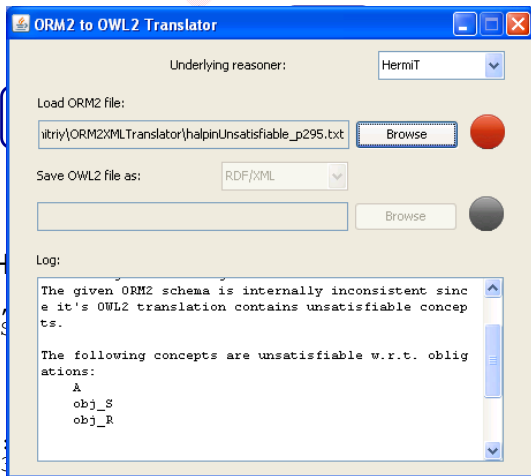 ORM2 to OWL2 Translator
Underlying reasoner:
HermiT
Load ORM2 file:
itriy\ORM2XMLTranslator\halpinUnsatisfiable_p295.txt
Browse
Save OWL2 file as:
RDF/XML
Browse
Log:
The given ORM2 schema is internally inconsistent sinc
e it's OWL2 translation contains unsatisfiable concep
ts.
The following concepts are unsatisfiable w.r.t. oblig
ations:
A
obj_S
obj_R